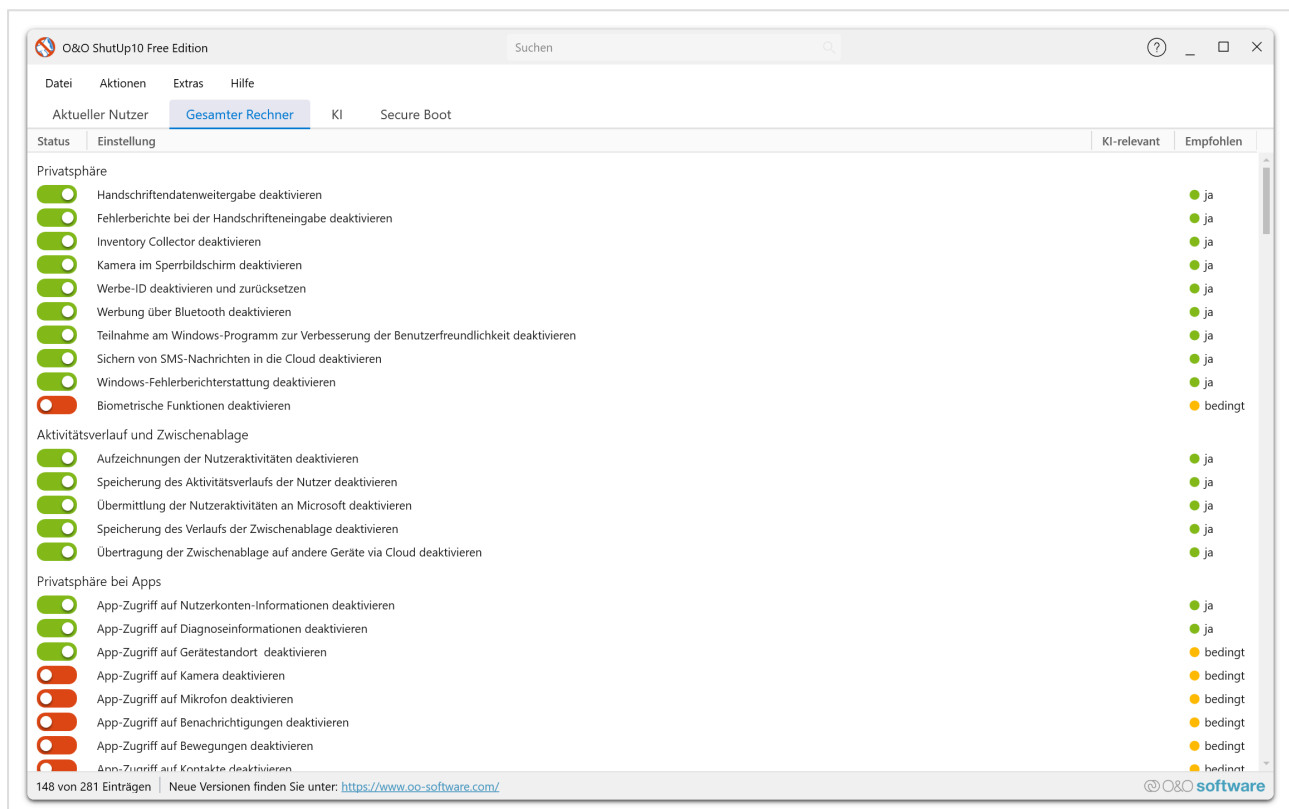 O&O ShutUp10 Free Edition
Suchen
?
Datei Aktionen Extras Hilfe
Aktueller Nutzer Gesamter Rechner KI Secure Boot
Status Einstellung KI-relevant Empfohlen
Privatsphäre
Handschriftendatenweitergabe deaktivieren ja
Fehlerberichte bei der Handschrifteneingabe deaktivieren ja
Inventory Collector deaktivieren ja
Kamera im Sperrbildschirm deaktivieren ja
Werbe-ID deaktivieren und zurücksetzen ja
Werbung über Bluetooth deaktivieren ja
Teilnahme am Windows-Programm zur Verbesserung der Benutzerfreundlichkeit deaktivieren ja
Sichern von SMS-Nachrichten in die Cloud deaktivieren ja
Windows-Fehlerberichterstattung deaktivieren ja
Biometrische Funktionen deaktivieren bedingt
Aktivitätsverlauf und Zwischenablage
Aufzeichnungen der Nutzeraktivitäten deaktivieren ja
Speicherung des Aktivitätsverlaufs der Nutzer deaktivieren ja
Übermittlung der Nutzeraktivitäten an Microsoft deaktivieren ja
Speicherung des Verlaufs der Zwischenablage deaktivieren ja
Übertragung der Zwischenablage auf andere Geräte via Cloud deaktivieren ja
Privatsphäre bei Apps
App-Zugriff auf Nutzerkonten-Informationen deaktivieren ja
App-Zugriff auf Diagnoseinformationen deaktivieren ja
App-Zugriff auf Gerätestandort deaktivieren bedingt
App-Zugriff auf Kamera deaktivieren bedingt
App-Zugriff auf Mikrofon deaktivieren bedingt
App-Zugriff auf Benachrichtigungen deaktivieren bedingt
App-Zugriff auf Bewegungen deaktivieren bedingt
App-Zugriff auf Kontakte deaktivieren bedingt
148 von 281 Einträgen Neue Versionen finden Sie unter: https://www.oo-software.com/ O&O software